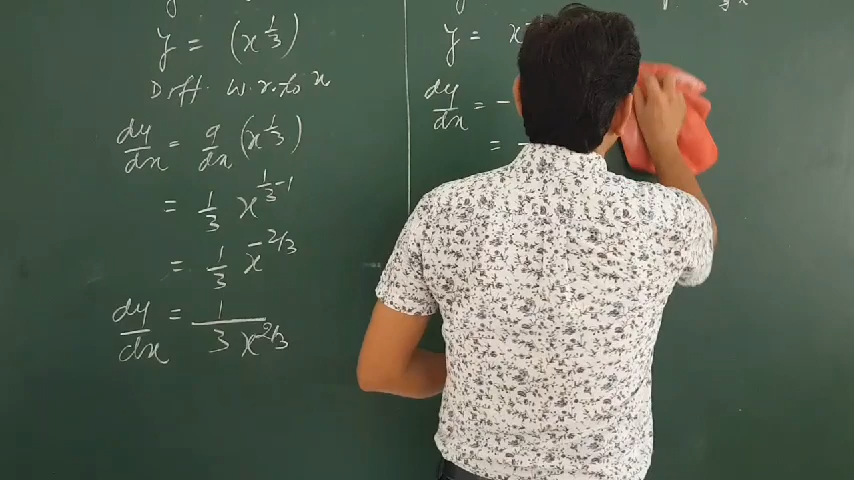 y
y = (x^{1/3})
Diff. w.r.to x
dy/dx = d/dx (x^{1/3})
= 1/3 x^{1/3 - 1}
= 1/3 x^{-2/3}
dy/dx = 1/(3 x^{2/3})
y
y = x
dy/dx = -
= -